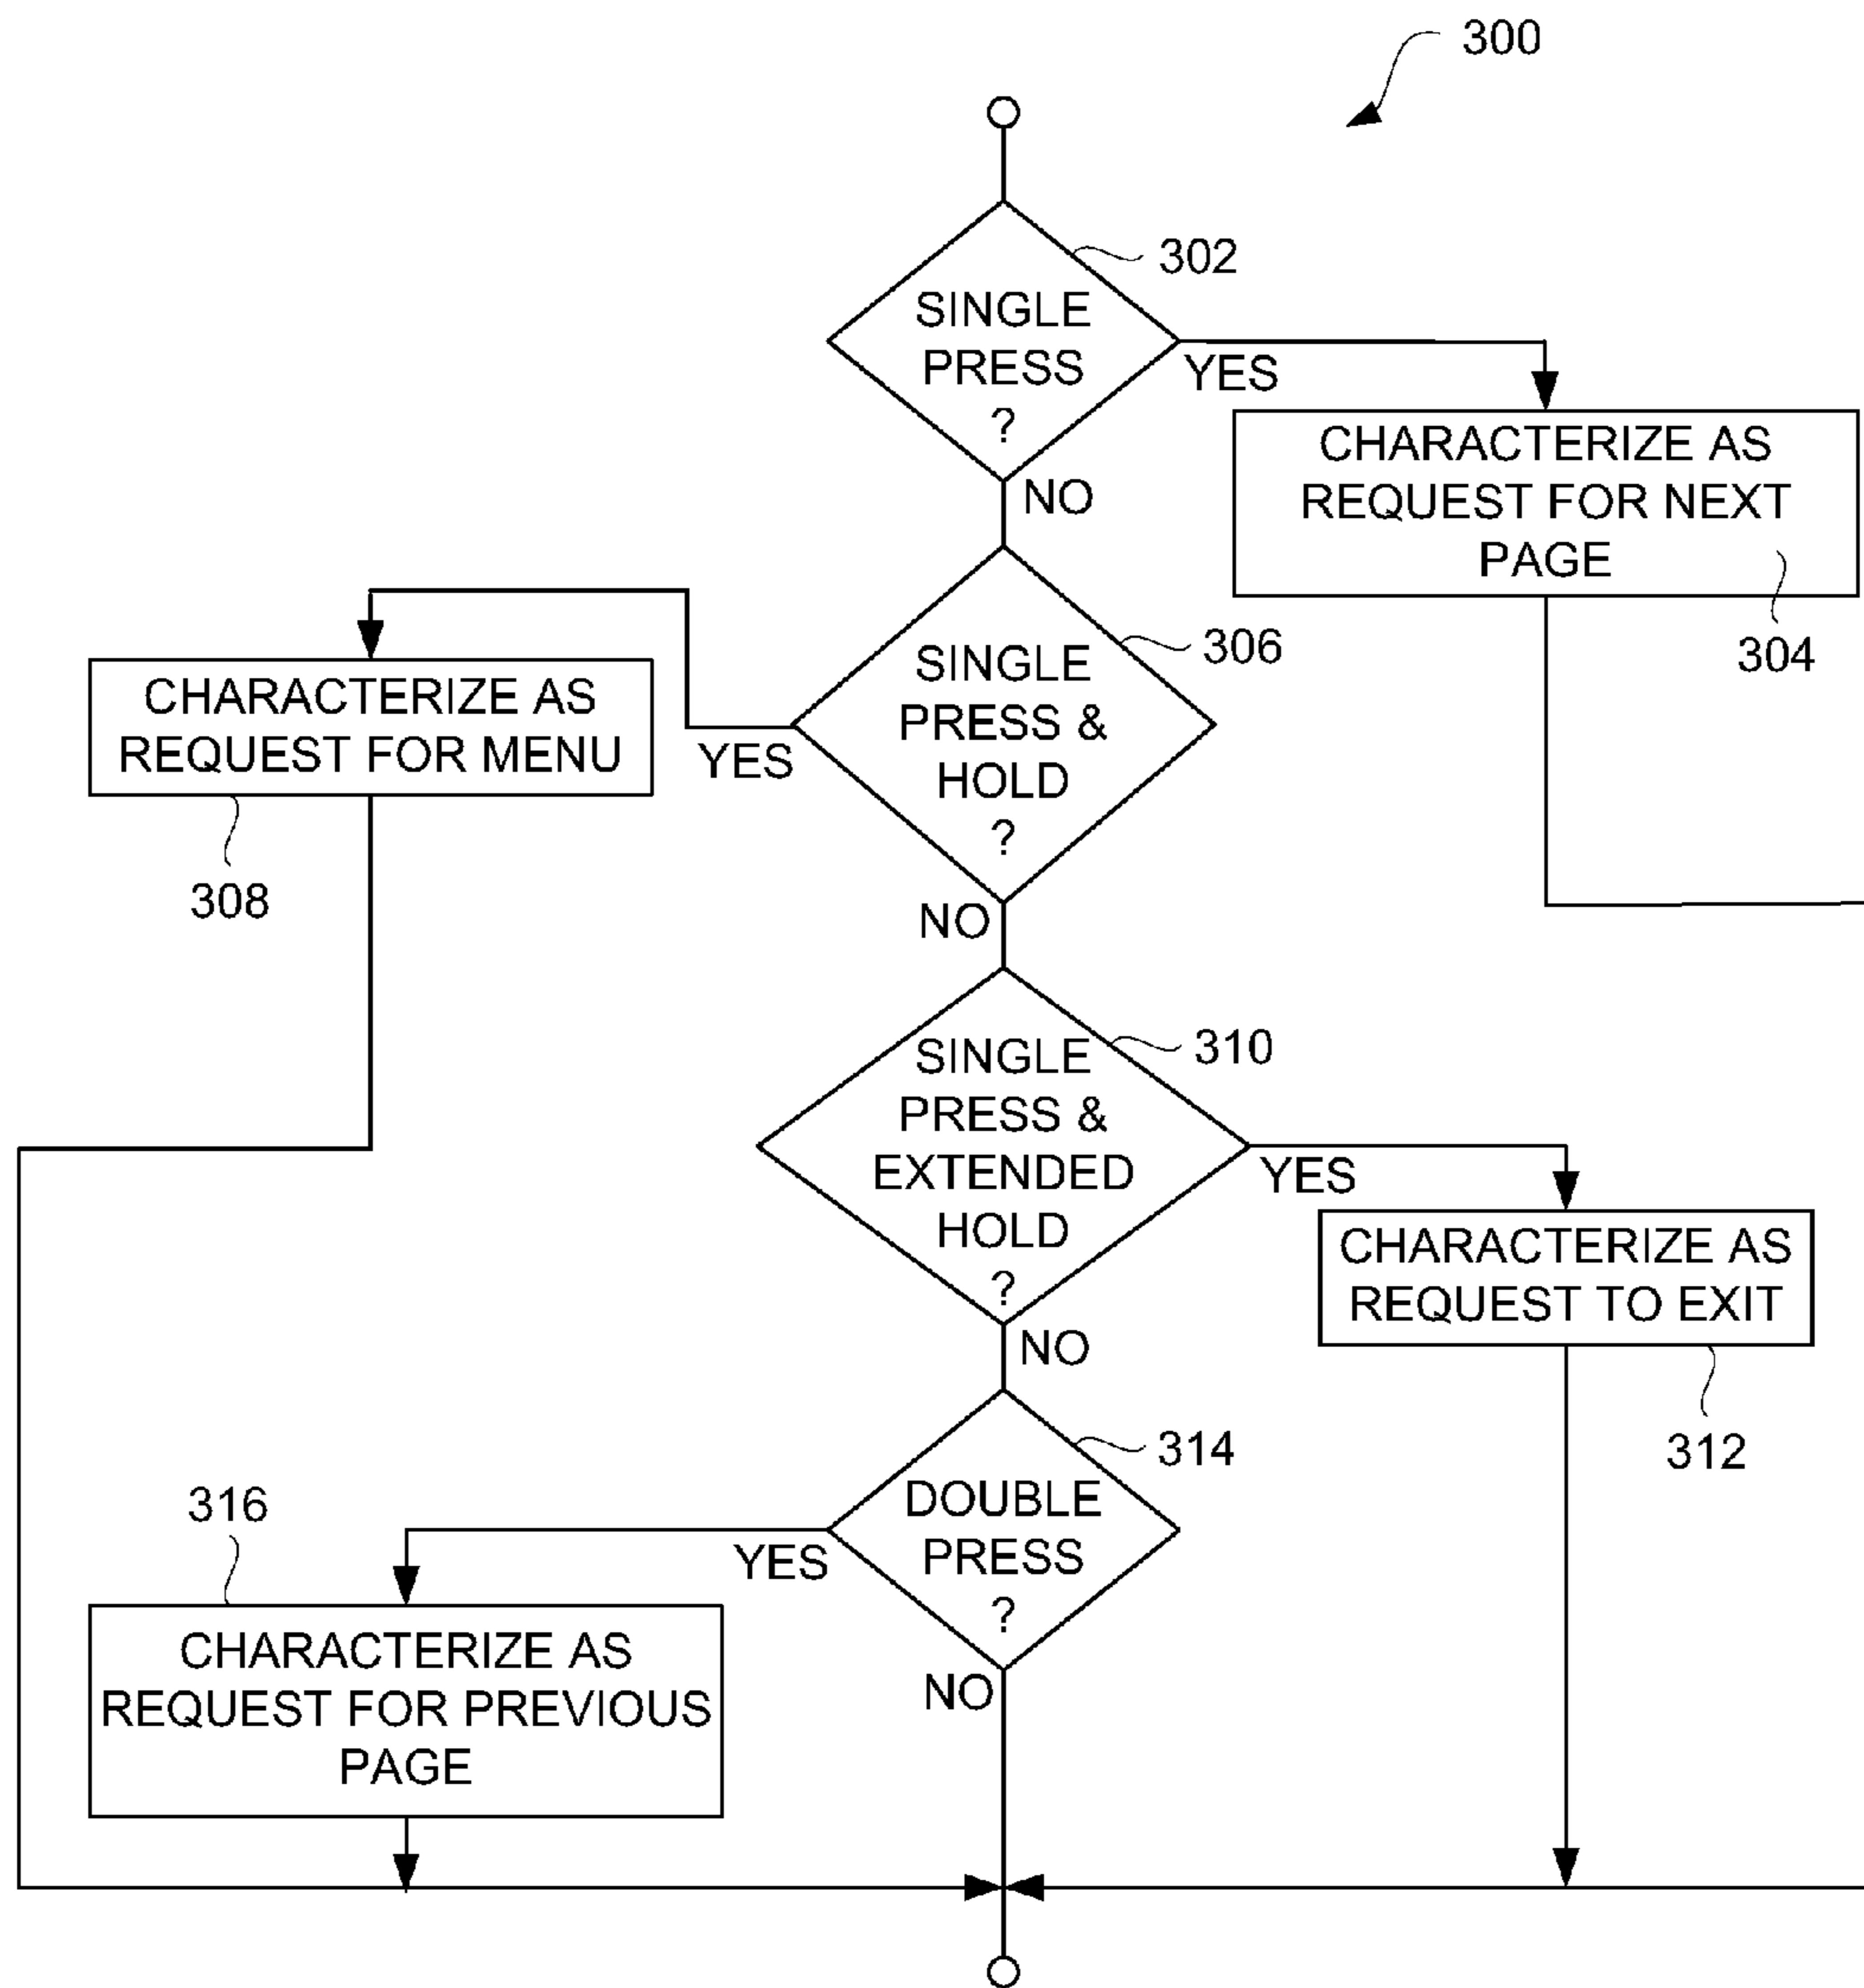 300
302
SINGLE
PRESS
?
YES
NO
CHARACTERIZE AS
REQUEST FOR NEXT
PAGE
304
306
SINGLE
PRESS &
HOLD
?
YES
NO
CHARACTERIZE AS
REQUEST FOR MENU
308
310
SINGLE
PRESS &
EXTENDED
HOLD
?
YES
NO
CHARACTERIZE AS
REQUEST TO EXIT
312
314
DOUBLE
PRESS
?
YES
NO
316
CHARACTERIZE AS
REQUEST FOR PREVIOUS
PAGE